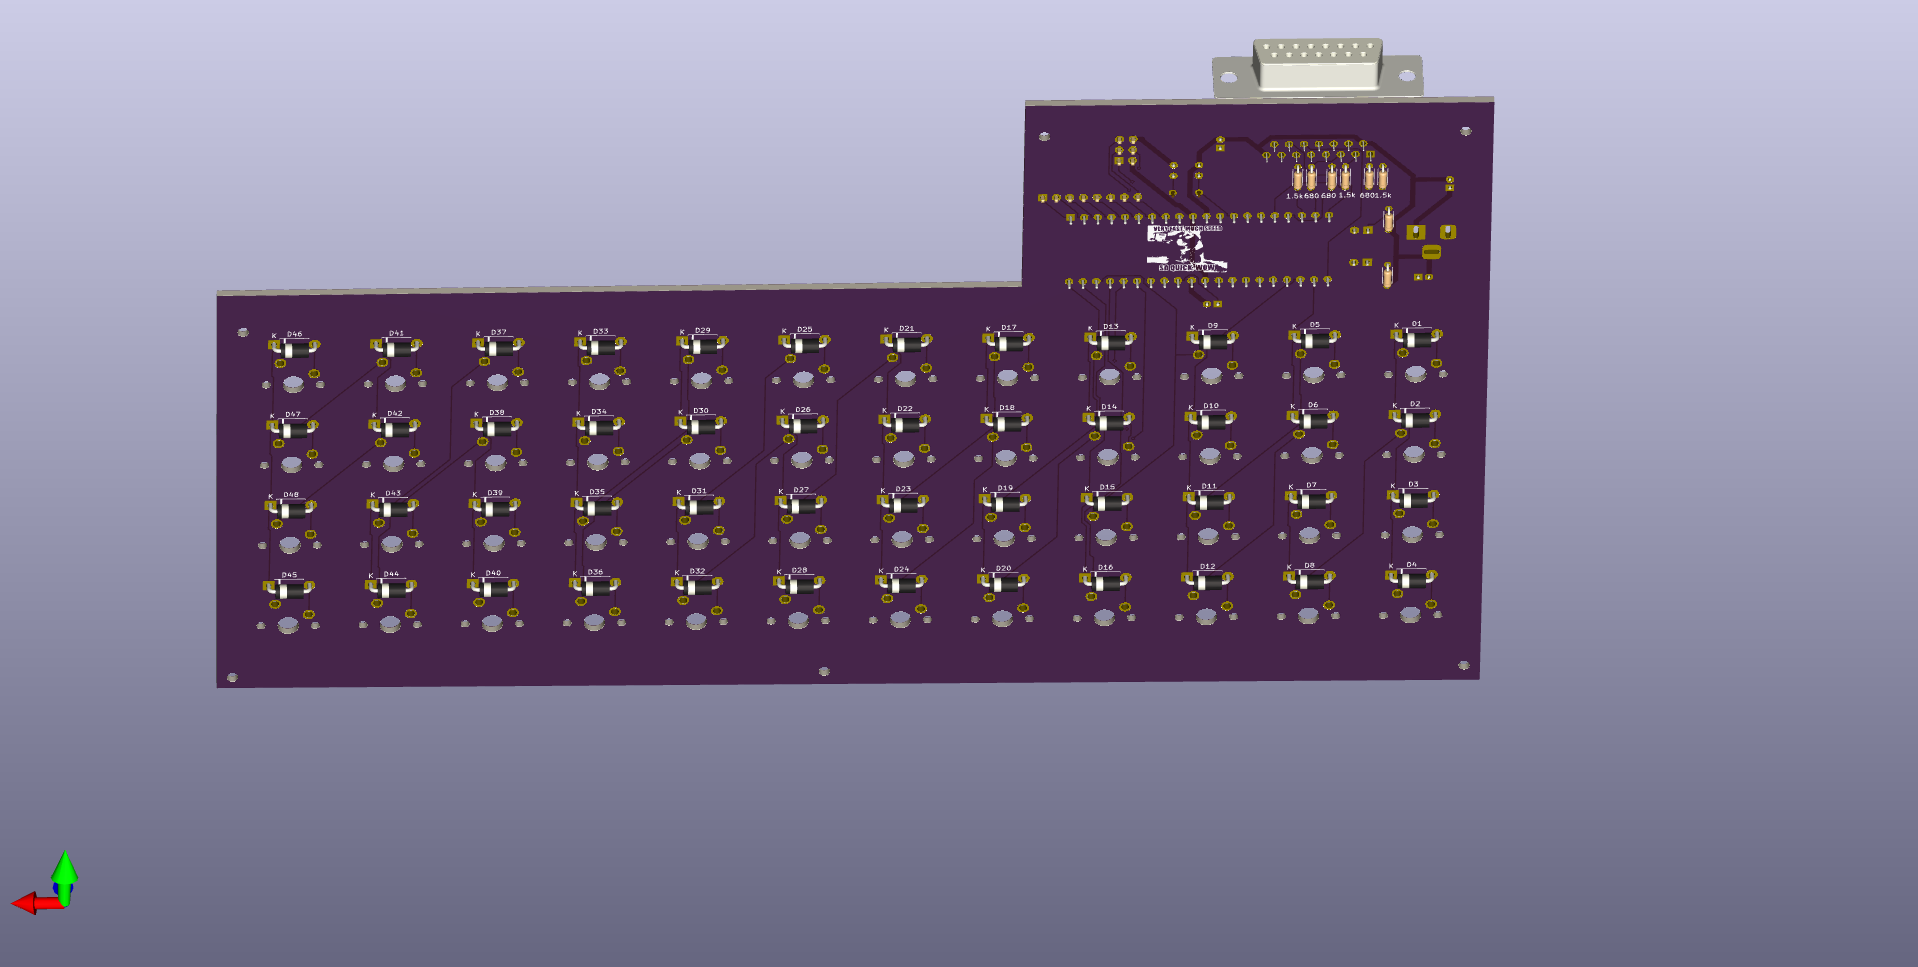 1.5k 680 680 1.5k 680 1.5k
SO QUICK. WOW!
K D46 K D41 K D37 K D33 K D29 K D25 K D21 K D17 K D13 K D9 K D5 K D1
K D47 K D42 K D38 K D34 K D30 K D26 K D22 K D18 K D14 K D10 K D6 K D2
K D48 K D43 K D39 K D35 K D31 K D27 K D23 K D19 K D15 K D11 K D7 K D3
K D45 K D44 K D40 K D36 K D32 K D28 K D24 K D20 K D16 K D12 K D8 K D4